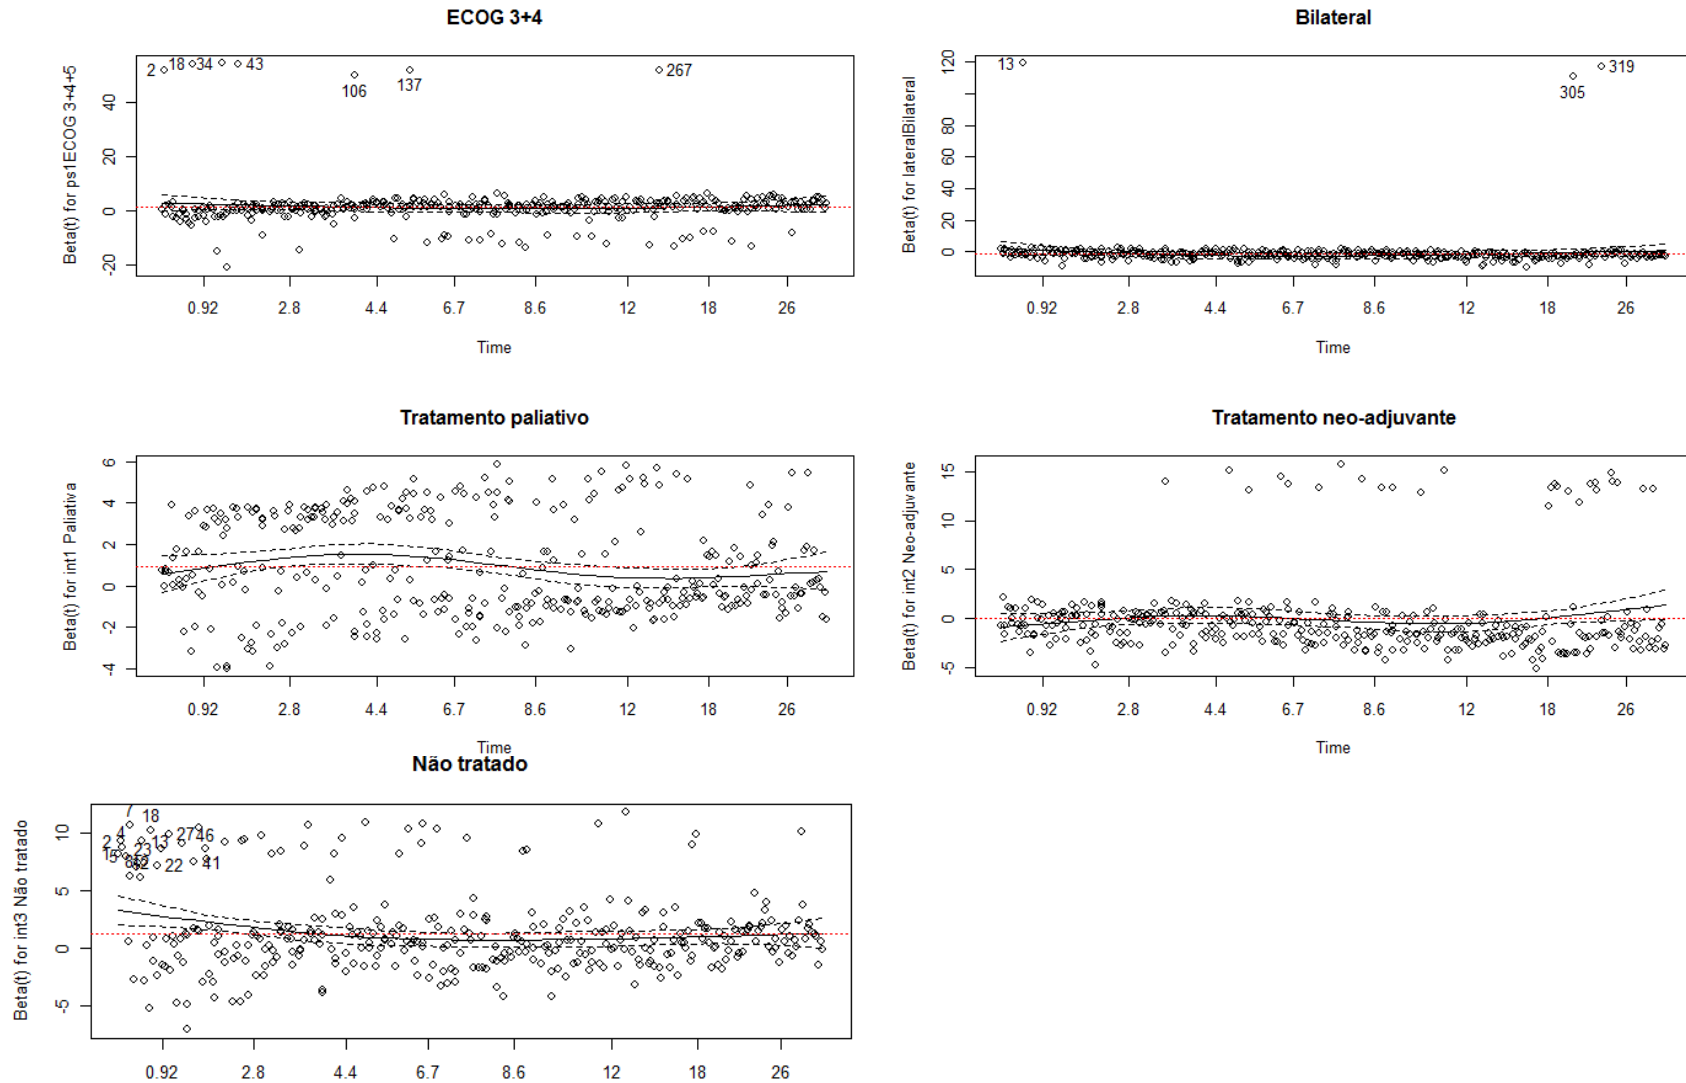 ECOG 3+4
Beta(t) for ps1ECOG 3+4+5
-20 0 20 40
2 18 34 43 106 137 267
0.92 2.8 4.4 6.7 8.6 12 18 26
Time
Bilateral
Beta(t) for lateralBilateral
0 20 40 60 80 120
13 305 319
0.92 2.8 4.4 6.7 8.6 12 18 26
Time
Tratamento paliativo
Beta(t) for int1 Paliativa
-4 -2 0 2 4 6
0.92 2.8 4.4 6.7 8.6 12 18 26
Time
Tratamento neo-adjuvante
Beta(t) for int2 Neo-adjuvante
-5 0 5 10 15
0.92 2.8 4.4 6.7 8.6 12 18 26
Time
Não tratado
Beta(t) for int3 Não tratado
-5 0 5 10
7 18
4 2746
2 13
23
22 41
0.92 2.8 4.4 6.7 8.6 12 18 26